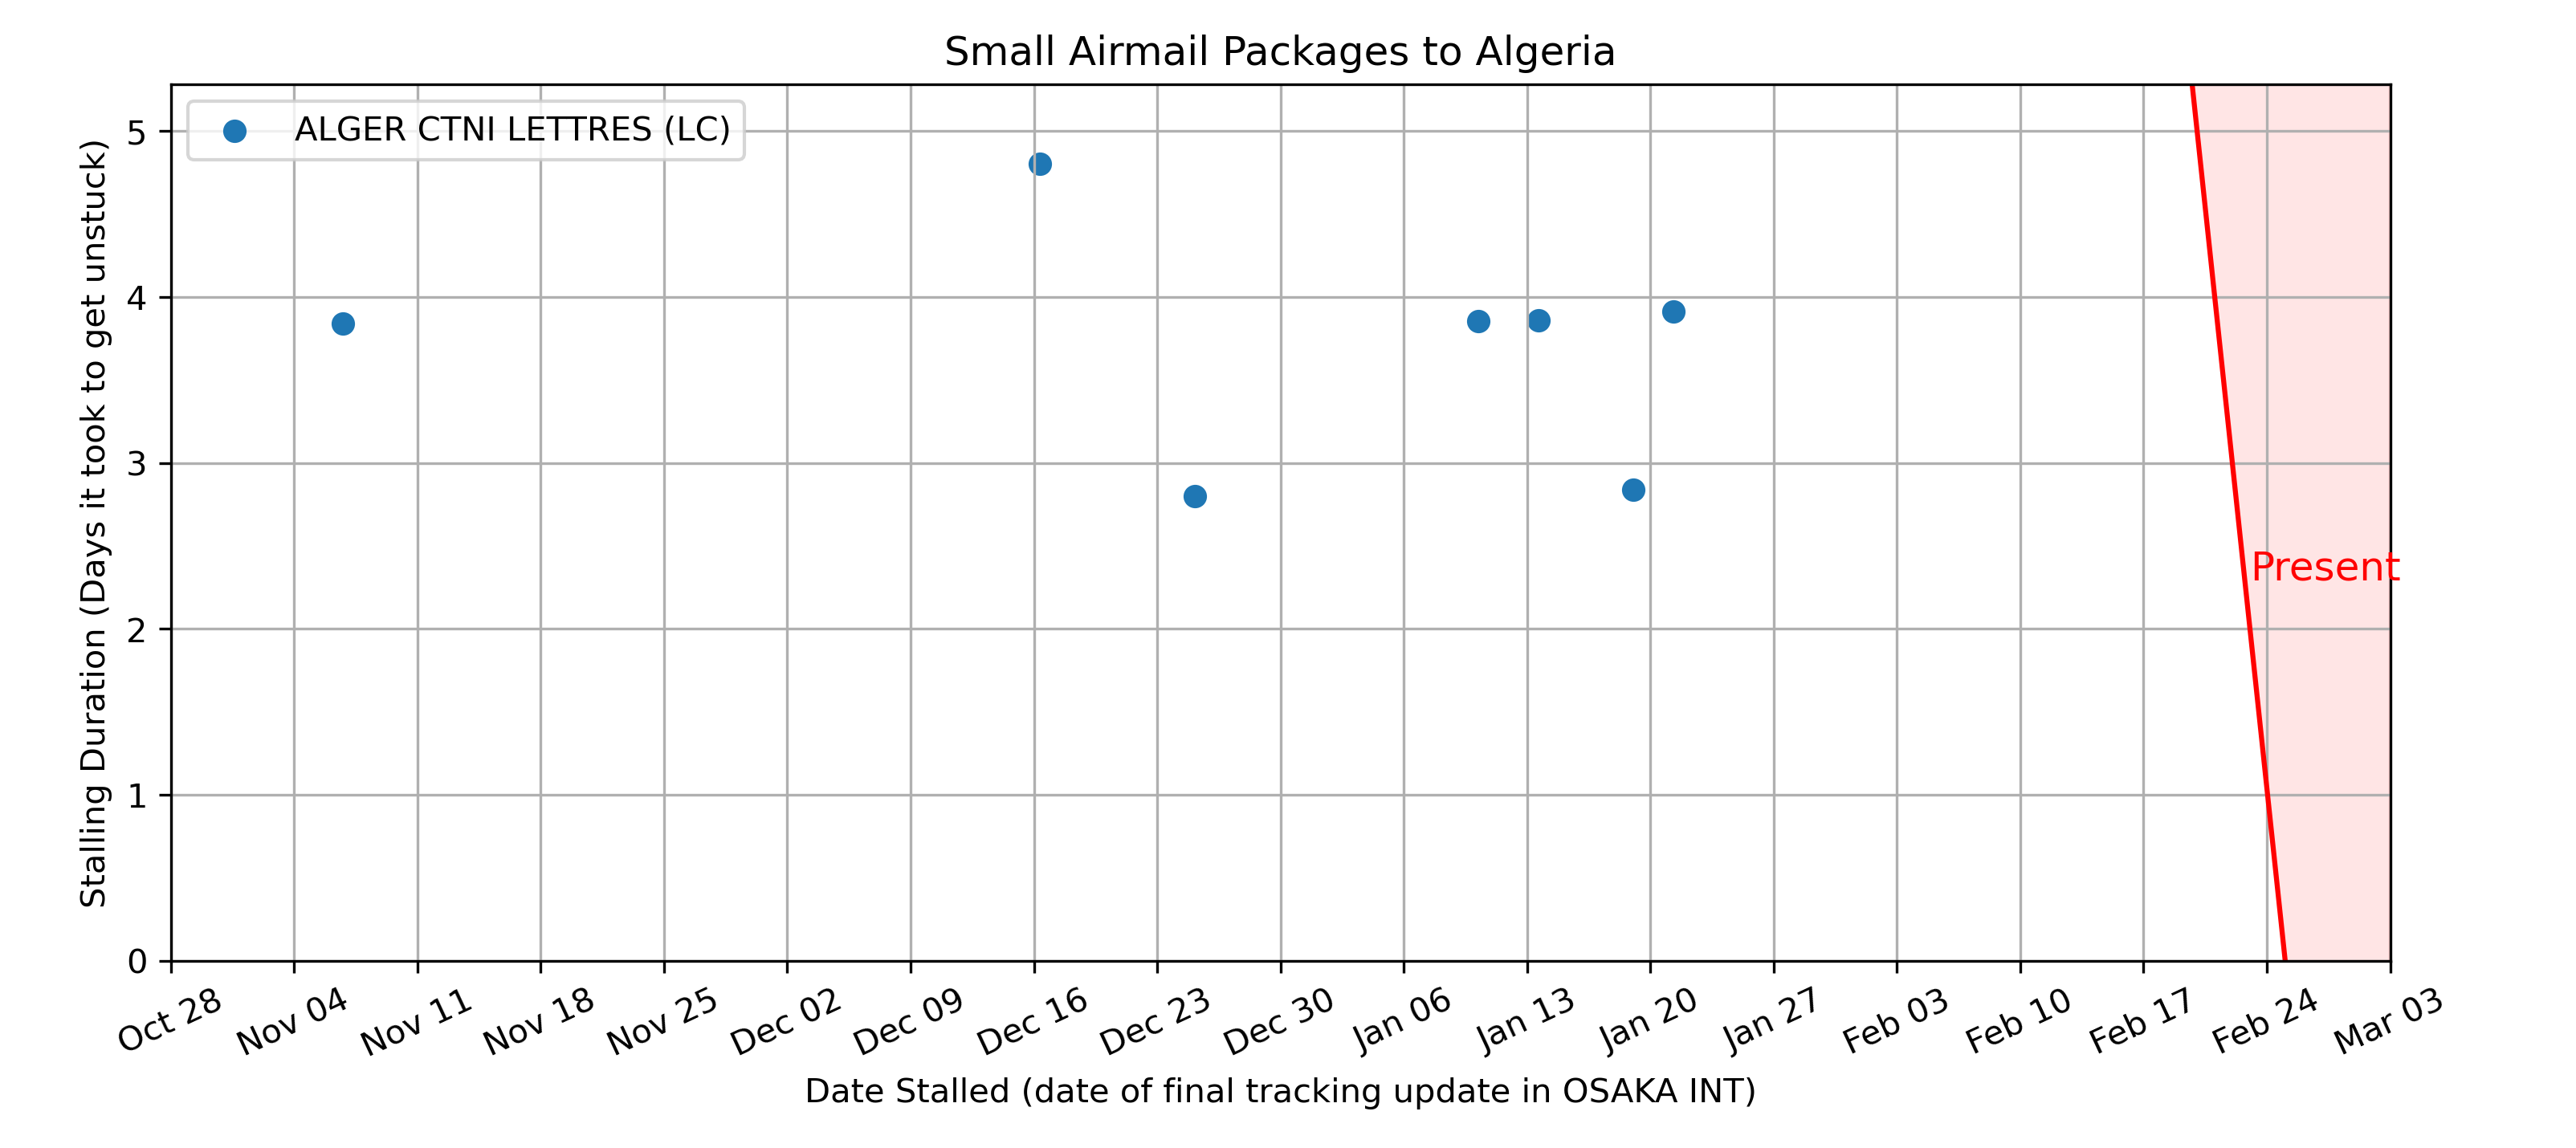 Small Airmail Packages to Algeria
ALGER CTNI LETTRES (LC)
Stalling Duration (Days it took to get unstuck)
5
4
3
2
1
0
Present
Oct 28 Nov 04 Nov 11 Nov 18 Nov 25 Dec 02 Dec 09 Dec 16 Dec 23 Dec 30 Jan 06 Jan 13 Jan 20 Jan 27 Feb 03 Feb 10 Feb 17 Feb 24 Mar 03
Date Stalled (date of final tracking update in OSAKA INT)